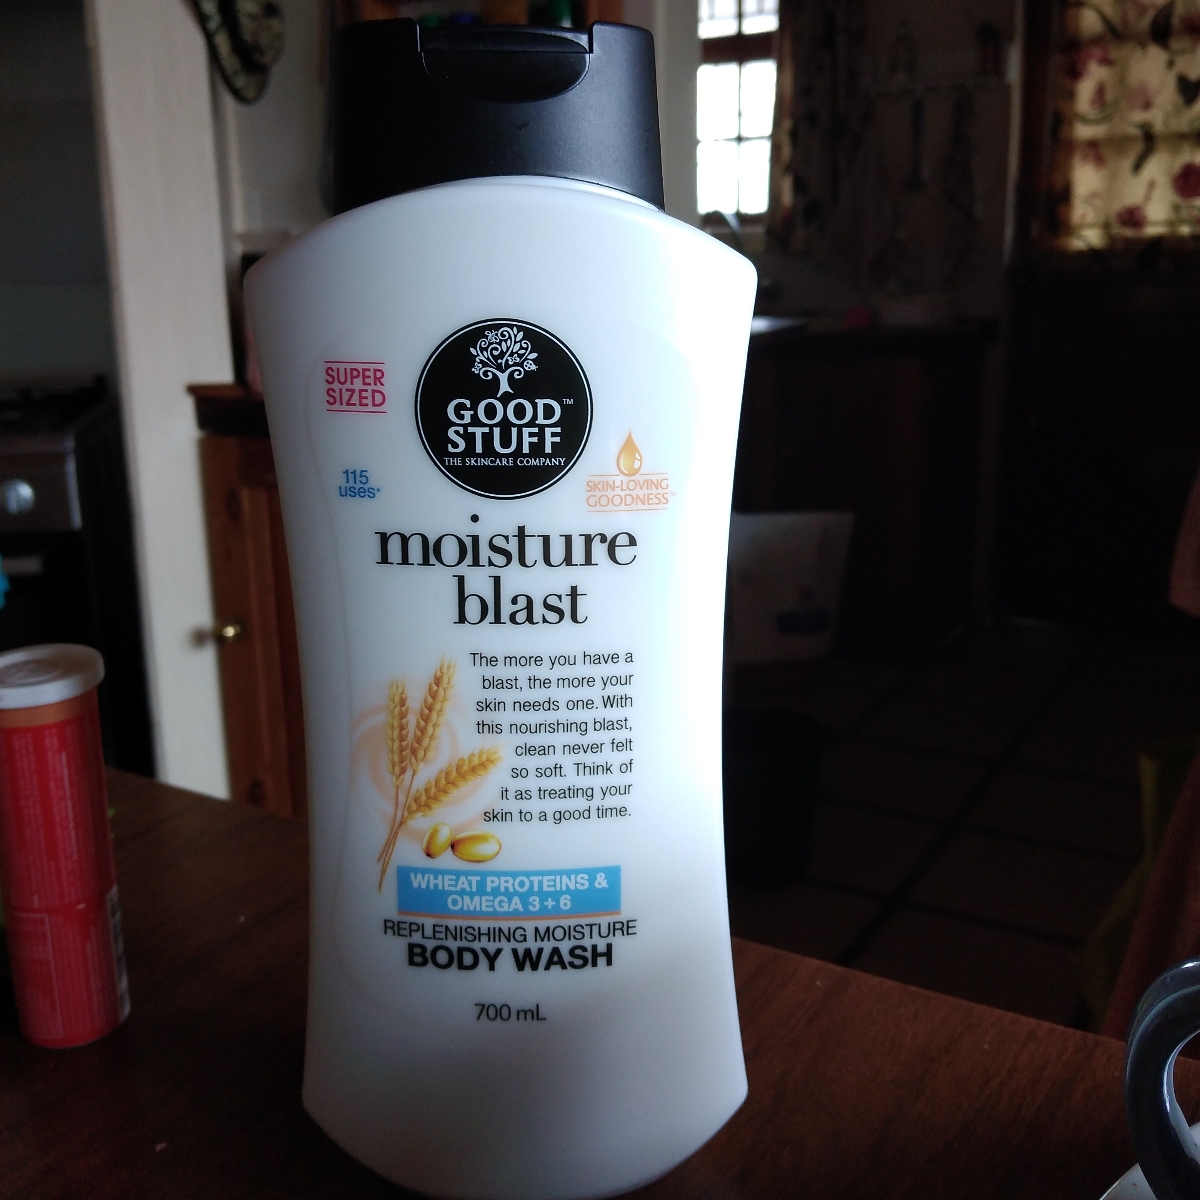 SUPER
SIZED
GOOD™
STUFF
THE SKINCARE COMPANY
115
uses*
SKIN-LOVING
GOODNESS™
moisture
blast
The more you have a
blast, the more your
skin needs one. With
this nourishing blast,
clean never felt
so soft. Think of
it as treating your
skin to a good time.
WHEAT PROTEINS &
OMEGA 3 + 6
REPLENISHING MOISTURE
BODY WASH
700 mL